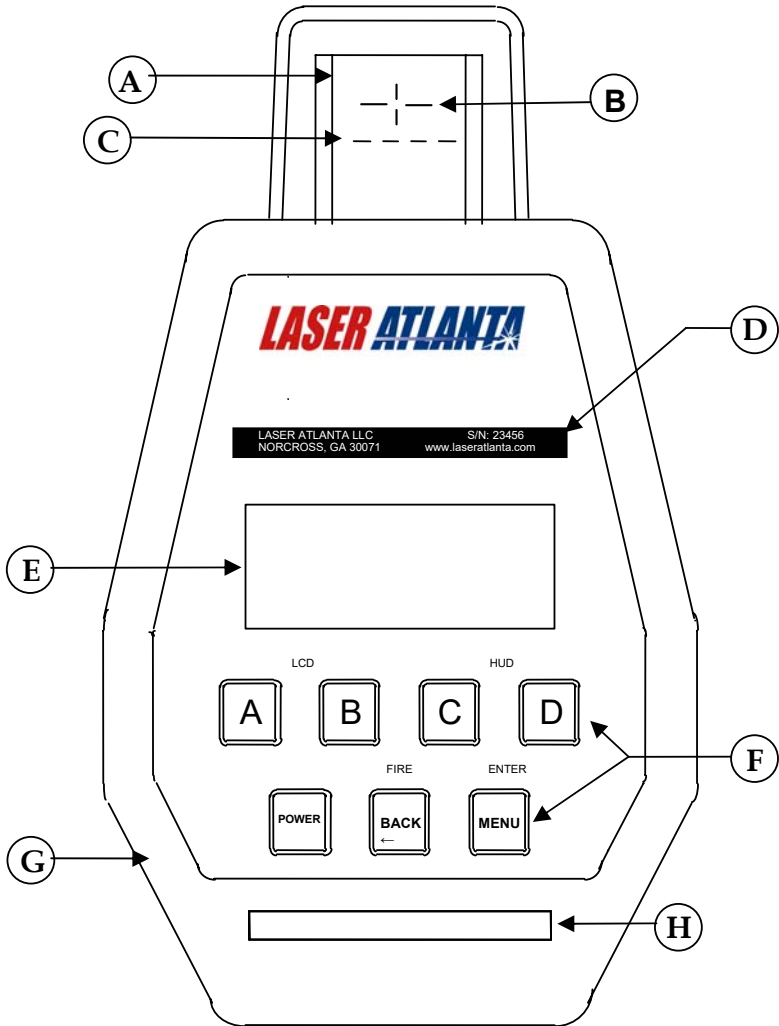 A
B
C
LASER ATLANTA
D
LASER ATLANTA LLC S/N: 23456
NORCROSS, GA 30071 www.laseratlanta.com
E
LCD HUD
A B C D
F
FIRE ENTER
POWER BACK ← MENU
G
H